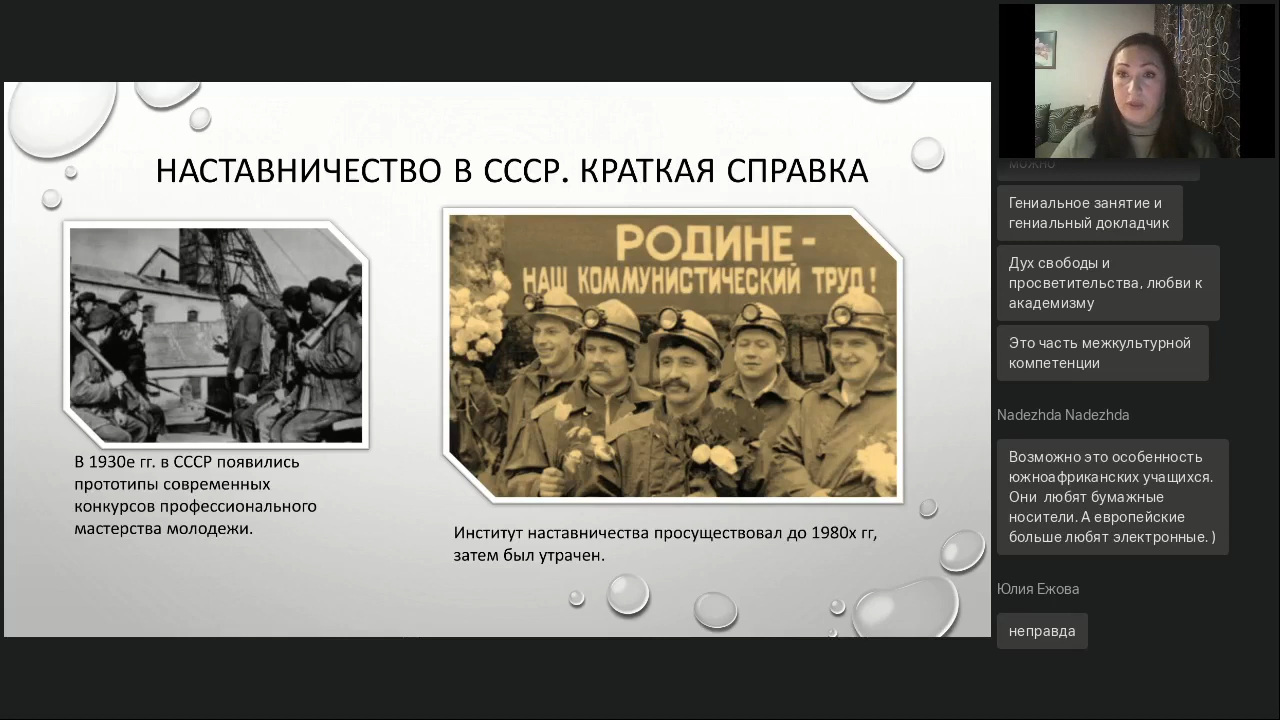 НАСТАВНИЧЕСТВО В СССР. КРАТКАЯ СПРАВКА
РОДИНЕ -
НАШ КОММУНИСТИЧЕСКИЙ ТРУД!
В 1930е гг. в СССР появились
прототипы современных
конкурсов профессионального
мастерства молодежи.
Институт наставничества просуществовал до 1980х гг,
затем был утрачен.
можно
Гениальное занятие и
гениальный докладчик
Дух свободы и
просветительства, любви к
академизму
Это часть межкультурной
компетенции
Nadezhda Nadezhda
Возможно это особенность
южноафриканских учащихся.
Они любят бумажные
носители. А европейские
больше любят электронные. )
Юлия Ежова
неправда